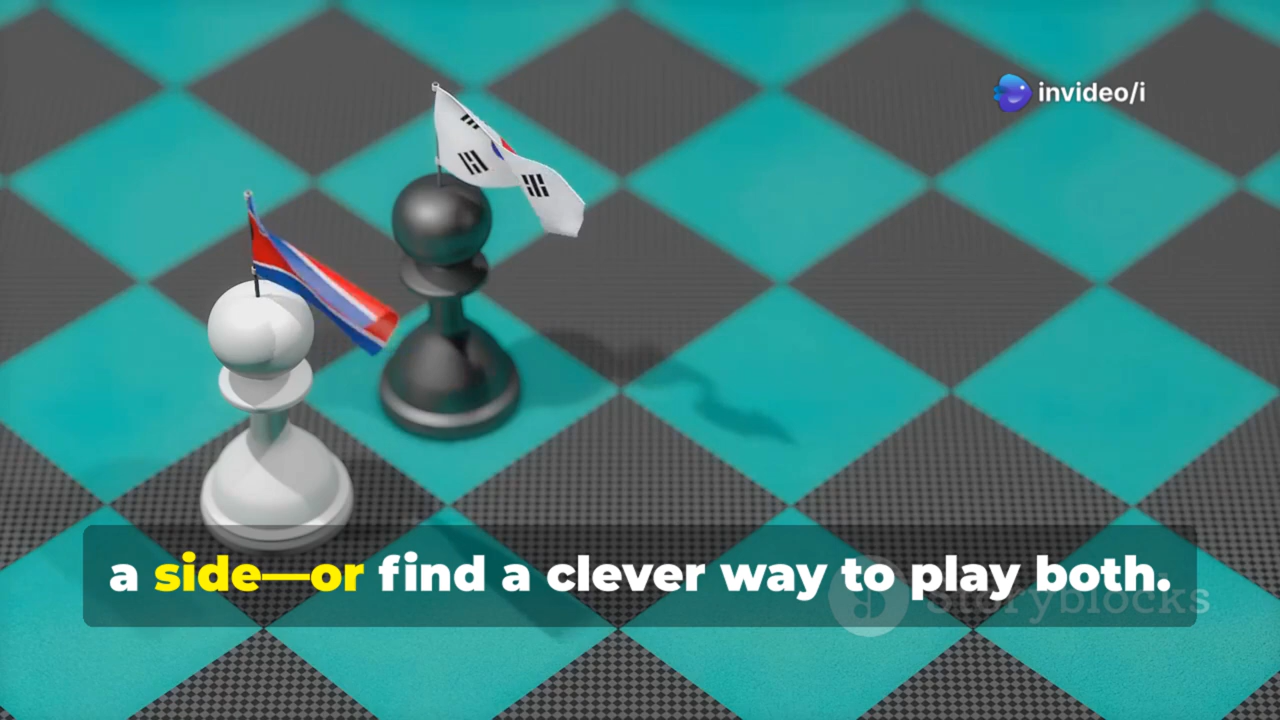 invideo/i
a side—or find a clever way to play both.
storyblocks